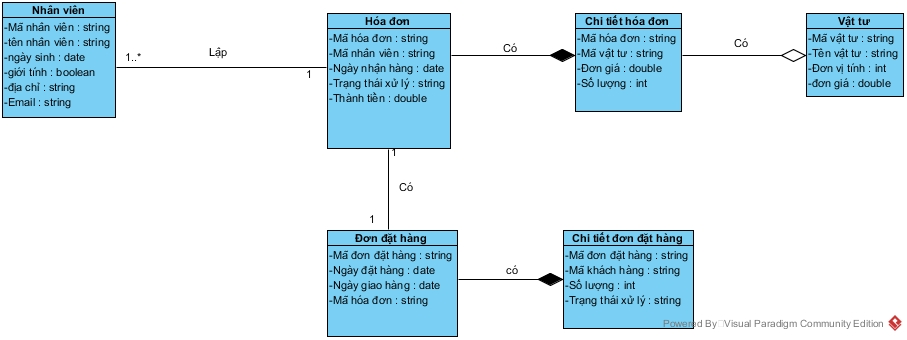 Nhân viên
-Mã nhân viên : string
-tên nhân viên : string
-ngày sinh : date
-giới tính : boolean
-địa chỉ : string
-Email : string
1..*
Lập
1
Hóa đơn
-Mã hóa đơn : string
-Mã nhân viên : string
-Ngày nhận hàng : date
-Trạng thái xử lý : string
-Thành tiền : double
Có
Chi tiết hóa đơn
-Mã hóa đơn : string
-Mã vật tư : string
-Đơn giá : double
-Số lượng : int
Có
Vật tư
-Mã vật tư : string
-Tên vật tư : string
-Đơn vị tính : int
-đơn giá : double
1
Có
1
Đơn đặt hàng
-Mã đơn đặt hàng : string
-Ngày đặt hàng : date
-Ngày giao hàng : date
-Mã hóa đơn : string
có
Chi tiết đơn đặt hàng
-Mã đơn đặt hàng : string
-Mã khách hàng : string
-Số lượng : int
-Trạng thái xử lý : string
Powered By Visual Paradigm Community Edition